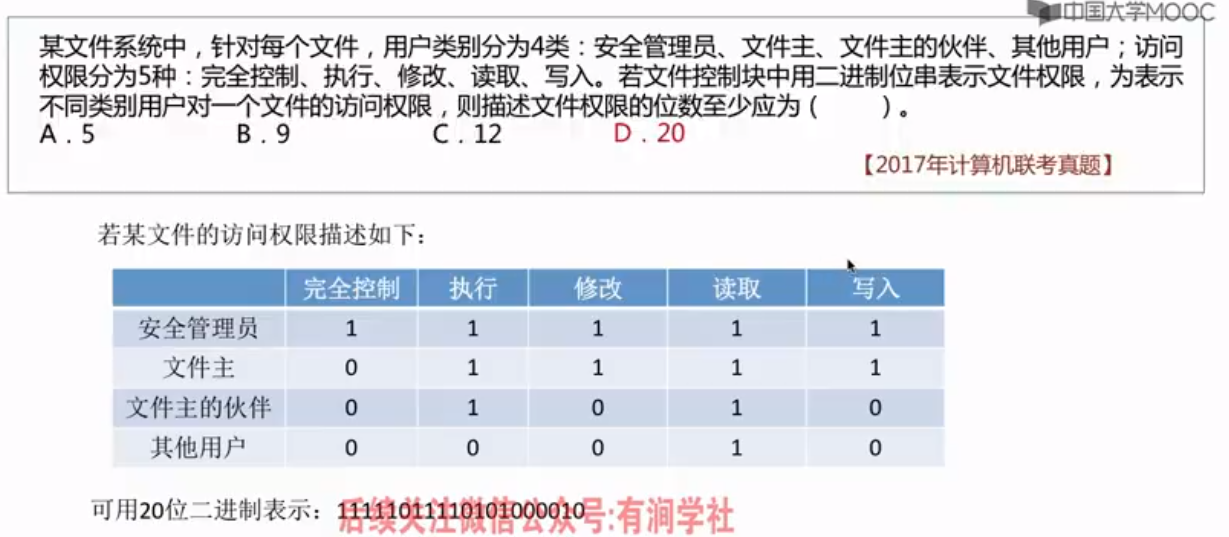 中国大学MOOC
某文件系统中，针对每个文件，用户类别分为4类：安全管理员、文件主、文件主的伙伴、其他用户；访问
权限分为5种：完全控制、执行、修改、读取、写入。若文件控制块中用二进制位串表示文件权限，为表示
不同类别用户对一个文件的访问权限，则描述文件权限的位数至少应为（ ）。
A．5 B．9 C．12 D．20
【2017年计算机联考真题】
若某文件的访问权限描述如下：
完全控制 执行 修改 读取 写入
安全管理员 1 1 1 1 1
文件主 0 1 1 1 1
文件主的伙伴 0 1 0 1 0
其他用户 0 0 0 1 0
可用20位二进制表示：11111011110101000010
后续关注微信公众号:有涧学社